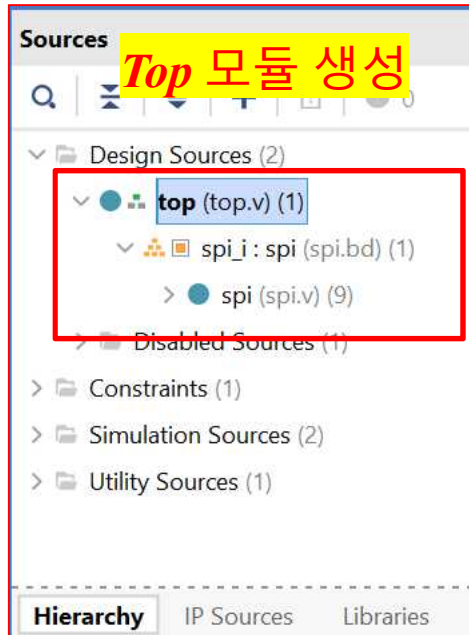 Sources
Top 모듈 생성
0
Design Sources (2)
top (top.v) (1)
spi_i : spi (spi.bd) (1)
spi (spi.v) (9)
Disabled Sources (1)
Constraints (1)
Simulation Sources (2)
Utility Sources (1)
Hierarchy IP Sources Libraries